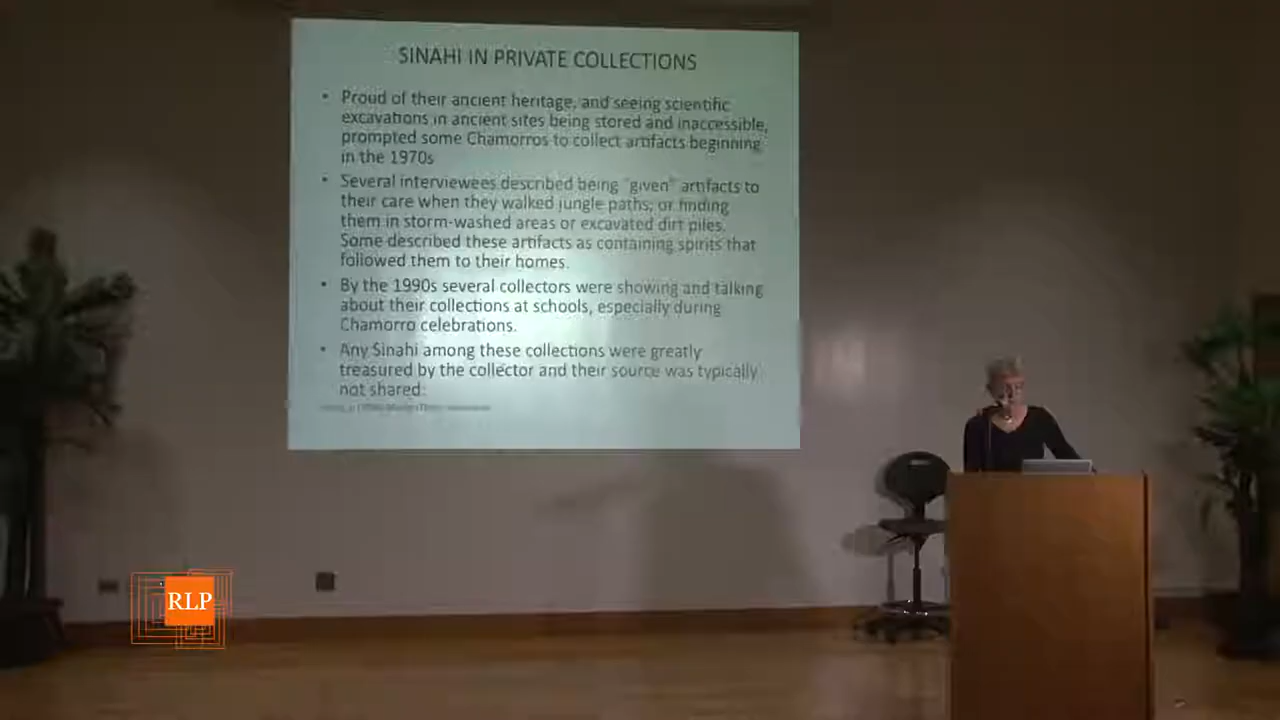 SINAHI IN PRIVATE COLLECTIONS
• Proud of their ancient heritage, and seeing scientific
excavations in ancient sites being stored and inaccessible,
prompted some Chamorros to collect artifacts beginning
in the 1970s
• Several interviewees described being "given" artifacts to
their care when they walked jungle paths; or finding
them in storm-washed areas or excavated dirt piles.
Some described these artifacts as containing spirits that
followed them to their homes.
• By the 1990s several collectors were showing and talking
about their collections at schools, especially during
Chamorro celebrations.
• Any Sinahi among these collections were greatly
treasured by the collector and their source was typically
not shared.
RLP